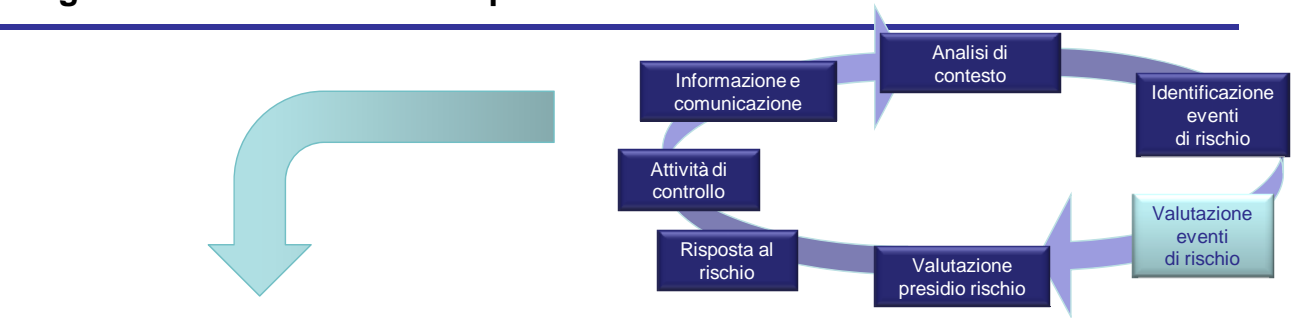 Analisi di
contesto
Identificazione
eventi
di rischio
Valutazione
eventi
di rischio
Valutazione
presidio rischio
Risposta al
rischio
Attività di
controllo
Informazione e
comunicazione